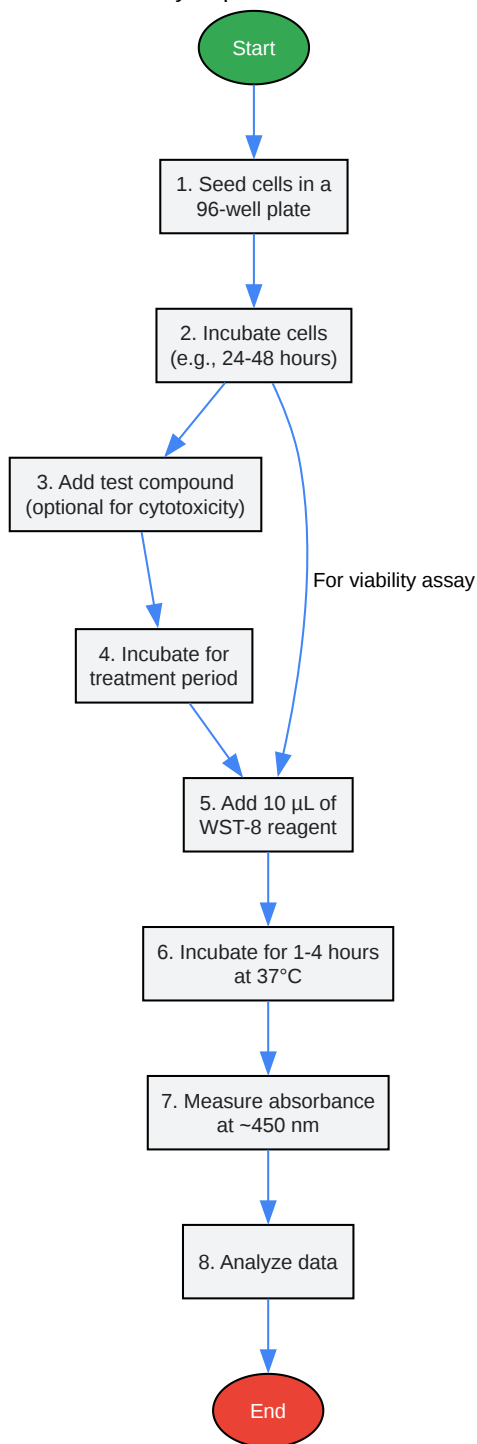 Start
1. Seed cells in a
96-well plate
2. Incubate cells
(e.g., 24-48 hours)
3. Add test compound
(optional for cytotoxicity)
For viability assay
4. Incubate for
treatment period
5. Add 10 µL of
WST-8 reagent
6. Incubate for 1-4 hours
at 37°C
7. Measure absorbance
at ~450 nm
8. Analyze data
End